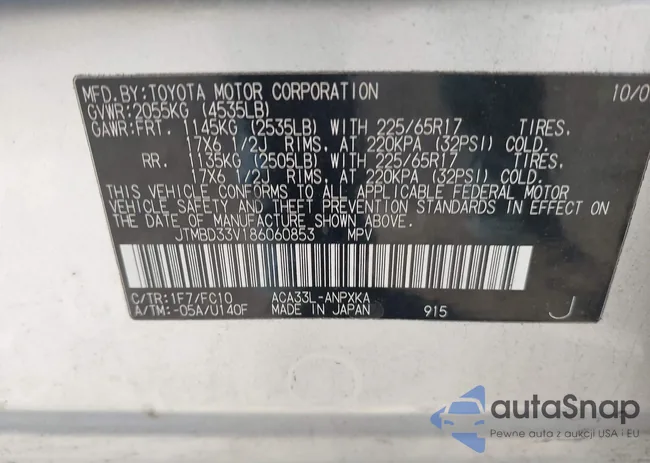 MFD.BY:TOYOTA MOTOR CORPORATION 10/0
GVWR:2055KG (4535LB)
GAWR:FRT. 1145KG (2535LB) WITH 225/65R17 TIRES,
17X6 1/2J RIMS, AT 220KPA (32PSI) COLD.
RR. 1135KG (2505LB) WITH 225/65R17 TIRES,
17X6 1/2J RIMS, AT 220KPA (32PSI) COLD.
THIS VEHICLE CONFORMS TO ALL APPLICABLE FEDERAL MOTOR
VEHICLE SAFETY AND THEFT PREVENTION STANDARDS IN EFFECT ON
THE DATE OF MANUFACTURE SHOWN ABOVE.
JTMBD33V186060853 MPV
C/TR:1F7/FC10 ACA33L-ANPXKA
A/TM:-05A/U140F MADE IN JAPAN 915 J
autaSnap
Pewne auta z aukcji USA i EU